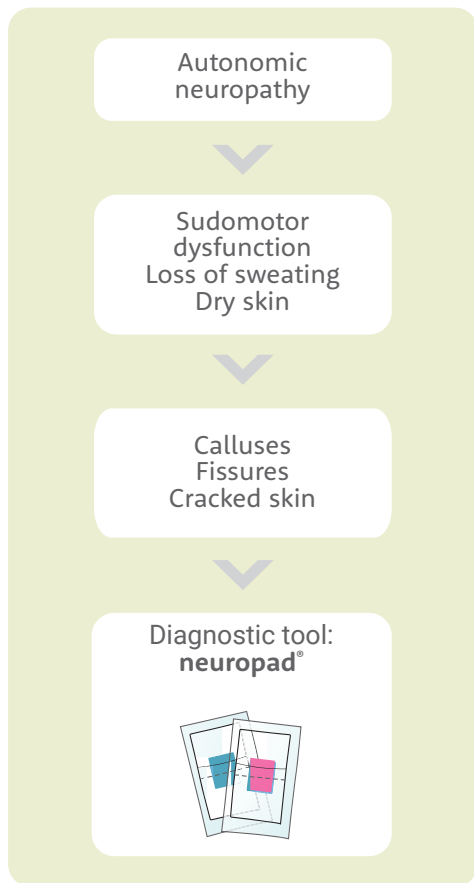 Autonomic
neuropathy
Sudomotor
dysfunction
Loss of sweating
Dry skin
Calluses
Fissures
Cracked skin
Diagnostic tool:
neuropad®